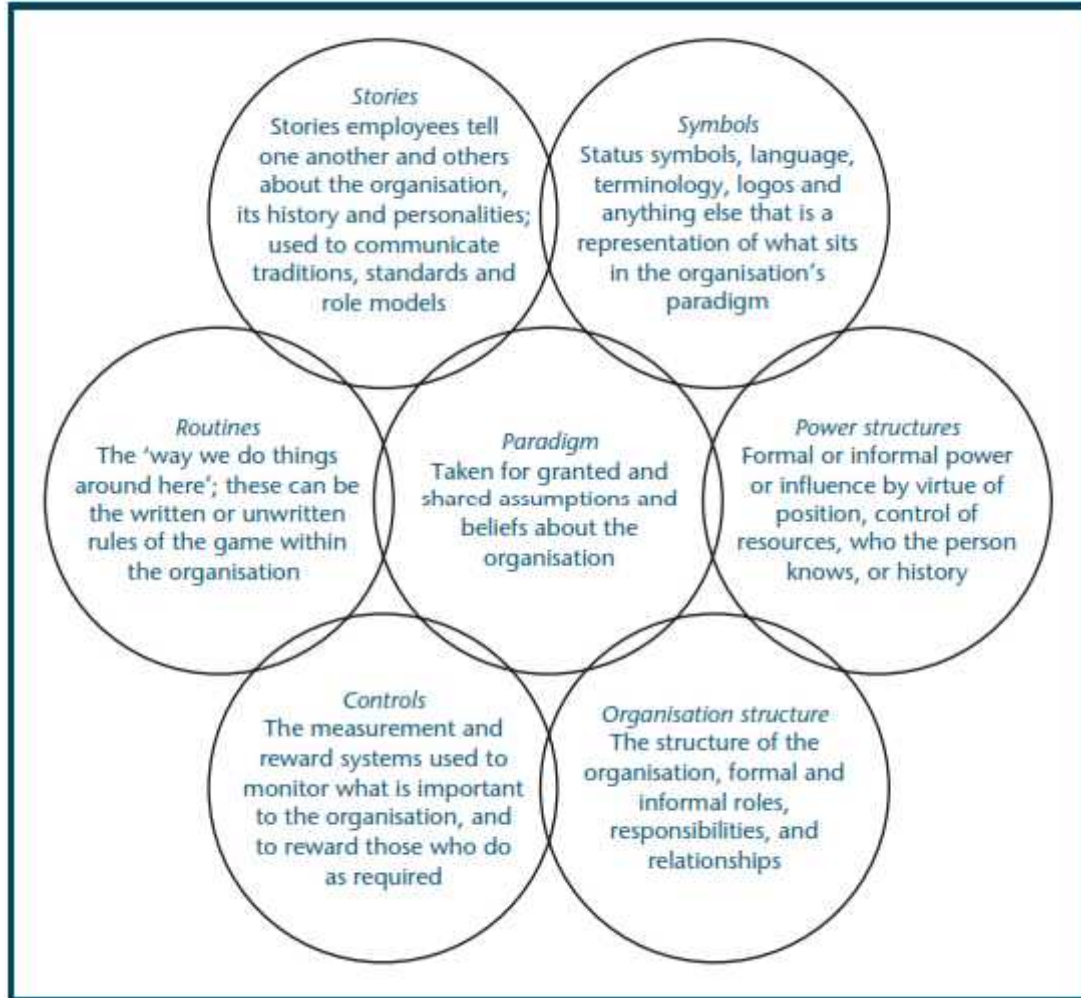 Stories
Stories employees tell
one another and others
about the organisation,
its history and personalities;
used to communicate
traditions, standards and
role models
Symbols
Status symbols, language,
terminology, logos and
anything else that is a
representation of what sits
in the organisation's
paradigm
Routines
The 'way we do things
around here'; these can be
the written or unwritten
rules of the game within
the organisation
Paradigm
Taken for granted and
shared assumptions and
beliefs about the
organisation
Power structures
Formal or informal power
or influence by virtue of
position, control of
resources, who the person
knows, or history
Controls
The measurement and
reward systems used to
monitor what is important
to the organisation, and
to reward those who do
as required
Organisation structure
The structure of the
organisation, formal and
informal roles,
responsibilities, and
relationships